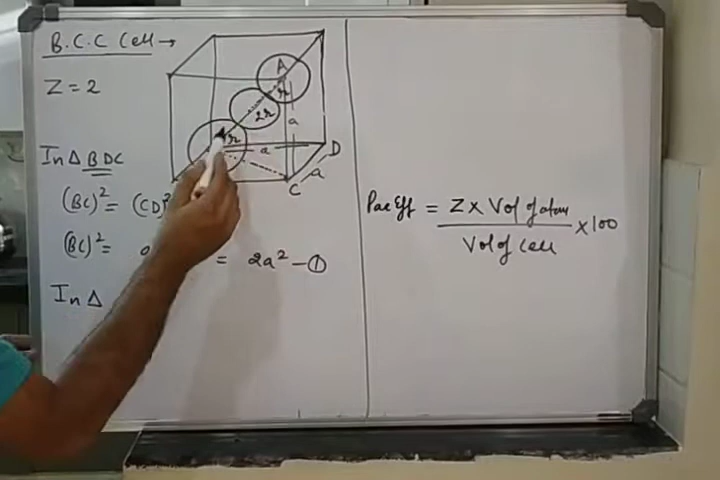 B.C.C Cell →
Z = 2
In Δ BDC
(BC)² = (CD)²
(BC)² = = 2a² – ①
In Δ
A
r
2r
r
a
a
a
D
C
Pac Eff = Z × Vol of atom × 100
Vol of cell